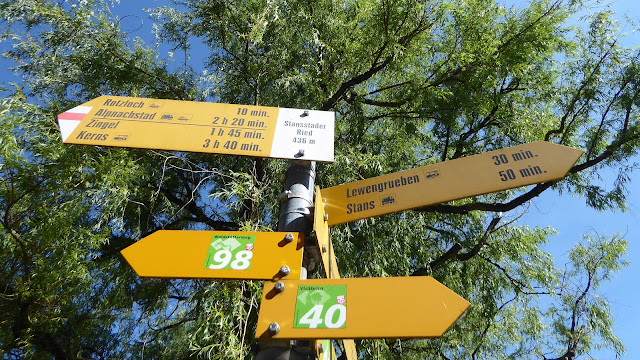 Rotzloch 10 min.
Alpnachstad 2 h 20 min.
Zingel 1 h 45 min.
Kerns 3 h 40 min.
Stansstader
Ried
436 m
Lewengrueben 30 min.
Stans 50 min.
98
40